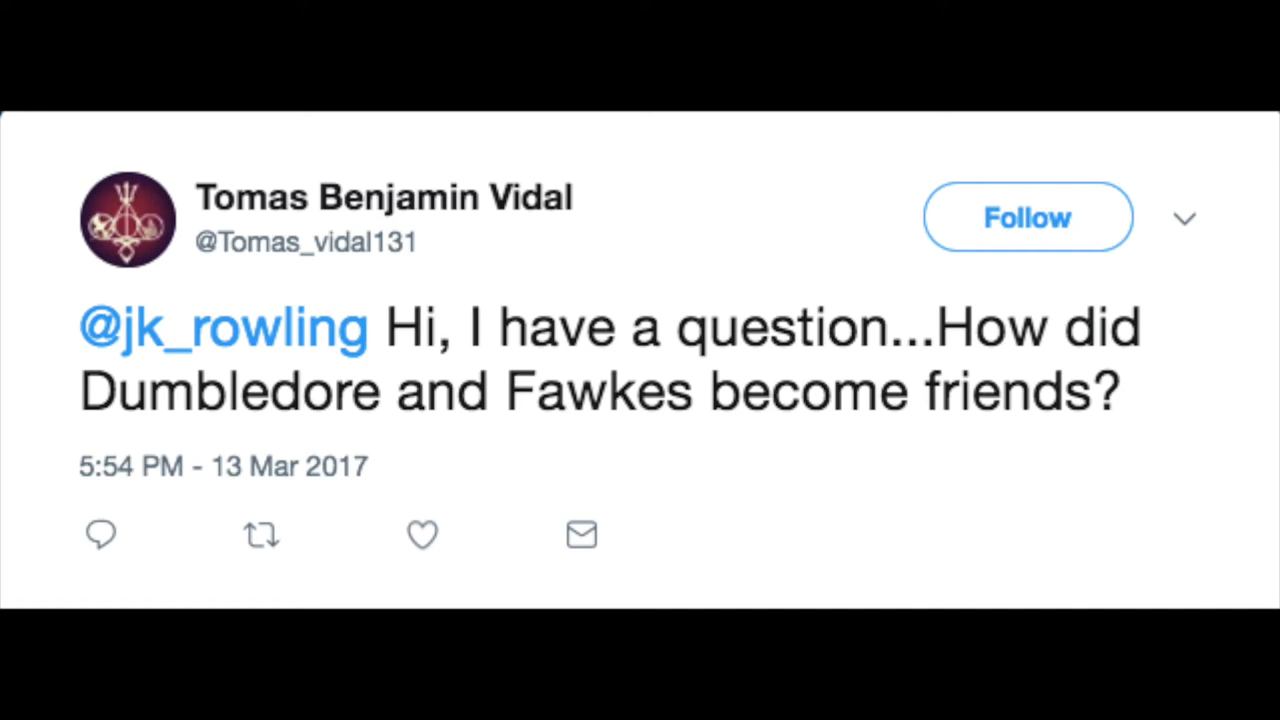 Tomas Benjamin Vidal
@Tomas_vidal131
Follow
@jk_rowling Hi, I have a question...How did
Dumbledore and Fawkes become friends?
5:54 PM - 13 Mar 2017